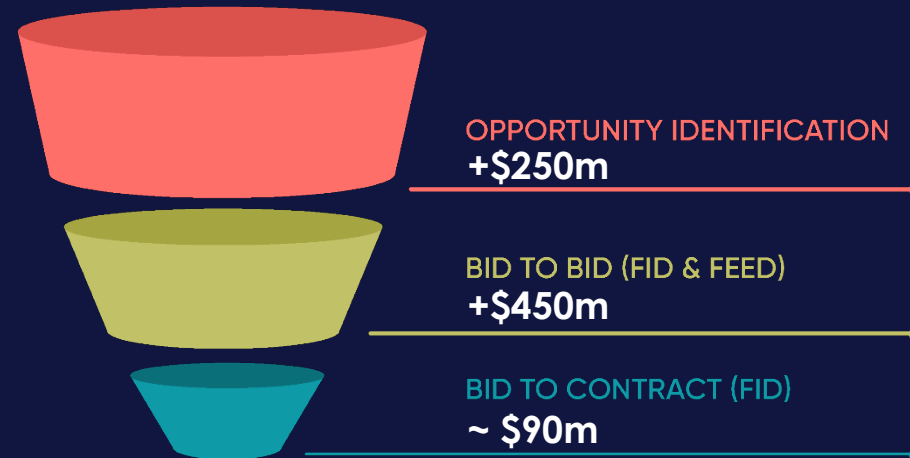 OPPORTUNITY IDENTIFICATION
+$250m
BID TO BID (FID & FEED)
+$450m
BID TO CONTRACT (FID)
~ $90m